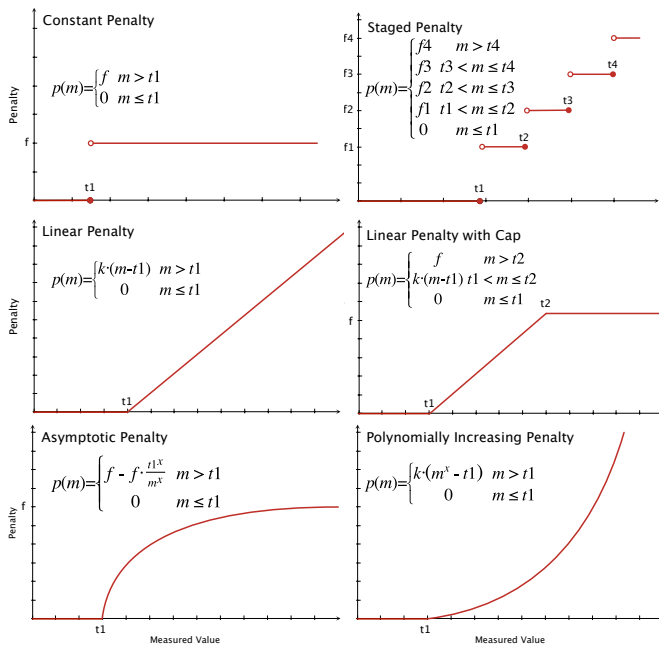 Constant Penalty
p(m)={f m > t1
0 m ≤ t1
Penalty
f
t1
Staged Penalty
p(m)={f4 m > t4
f3 t3 < m ≤ t4
f2 t2 < m ≤ t3
f1 t1 < m ≤ t2
0 m ≤ t1
f4
f3
f2
f1
t4
t3
t2
t1
Linear Penalty
p(m)={k·(m-t1) m > t1
0 m ≤ t1
Penalty
t1
Linear Penalty with Cap
p(m)={f m > t2
k·(m-t1) t1 < m ≤ t2
0 m ≤ t1
t2
f
t1
Asymptotic Penalty
p(m)={f - f·t1^x/m^x m > t1
0 m ≤ t1
f
Penalty
t1
Measured Value
Polynomially Increasing Penalty
p(m)={k·(m^x - t1) m > t1
0 m ≤ t1
t1
Measured Value